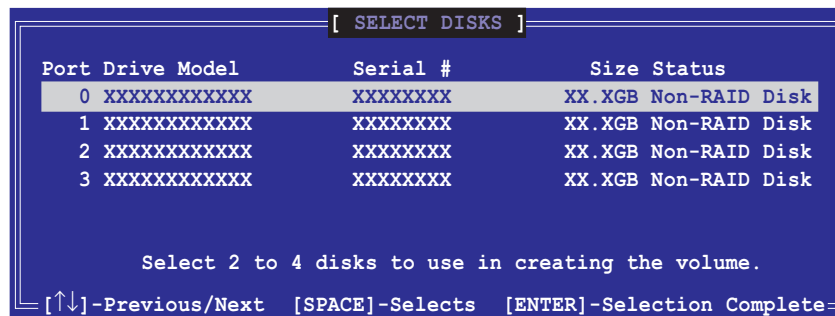 [ SELECT DISKS ]
Port Drive Model Serial # Size Status
0 XXXXXXXXXXXX XXXXXXXX XX.XGB Non-RAID Disk
1 XXXXXXXXXXXX XXXXXXXX XX.XGB Non-RAID Disk
2 XXXXXXXXXXXX XXXXXXXX XX.XGB Non-RAID Disk
3 XXXXXXXXXXXX XXXXXXXX XX.XGB Non-RAID Disk
Select 2 to 4 disks to use in creating the volume.
[↑↓]-Previous/Next [SPACE]-Selects [ENTER]-Selection Complete